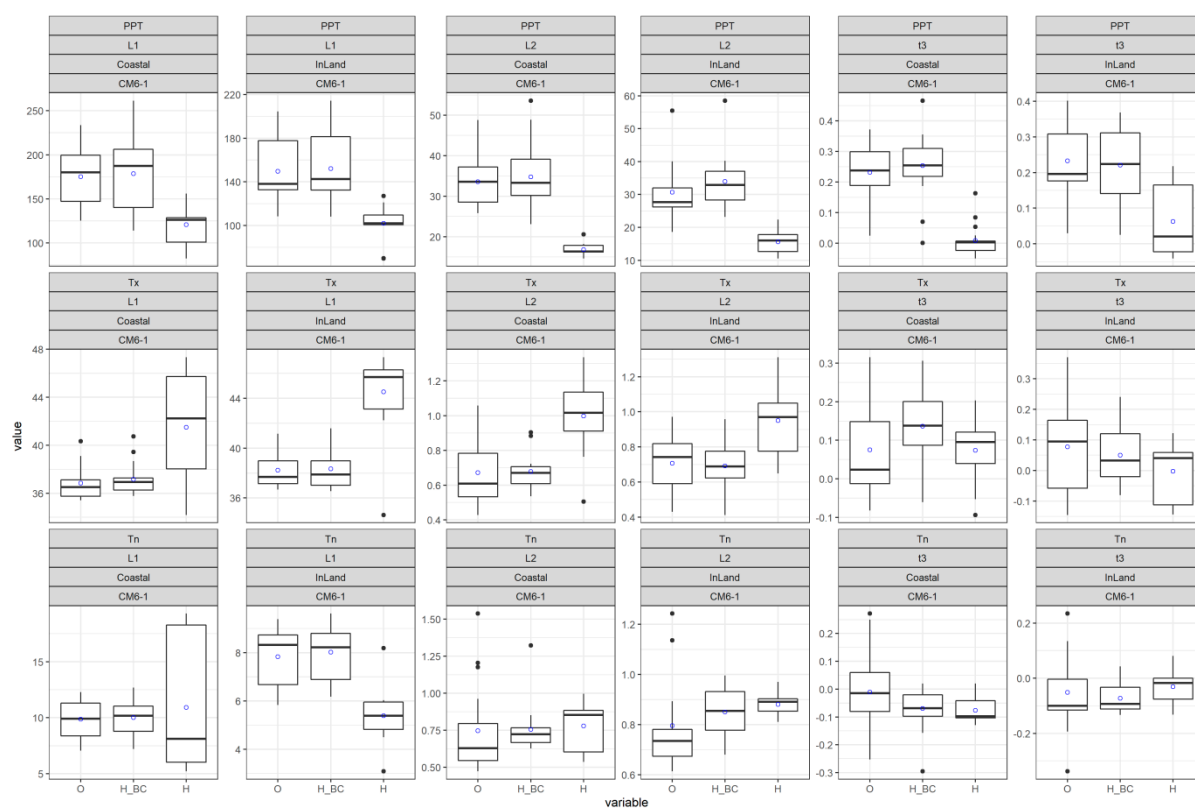 PPT PPT PPT PPT PPT PPT
L1 L1 L2 L2 t3 t3
Coastal InLand Coastal InLand Coastal InLand
CM6-1 CM6-1 CM6-1 CM6-1 CM6-1 CM6-1
250 200 150 100
220 180 140 100
50 40 30 20
60 50 40 30 20 10
0.4 0.3 0.2 0.1 0.0
0.4 0.3 0.2 0.1 0.0
Tx Tx Tx Tx Tx Tx
L1 L1 L2 L2 t3 t3
Coastal InLand Coastal InLand Coastal InLand
CM6-1 CM6-1 CM6-1 CM6-1 CM6-1 CM6-1
value
48 44 40 36
44 40 36
1.2 1.0 0.8 0.6 0.4
1.2 1.0 0.8 0.6 0.4
0.3 0.2 0.1 0.0 -0.1
0.3 0.2 0.1 0.0 -0.1
Tn Tn Tn Tn Tn Tn
L1 L1 L2 L2 t3 t3
Coastal InLand Coastal InLand Coastal InLand
CM6-1 CM6-1 CM6-1 CM6-1 CM6-1 CM6-1
15 10 5
8 6 4
1.50 1.25 1.00 0.75 0.50
1.2 1.0 0.8 0.6
0.2 0.1 0.0 -0.1 -0.2 -0.3
0.2 0.0 -0.2
O H_BC H O H_BC H O H_BC H O H_BC H O H_BC H O H_BC H
variable